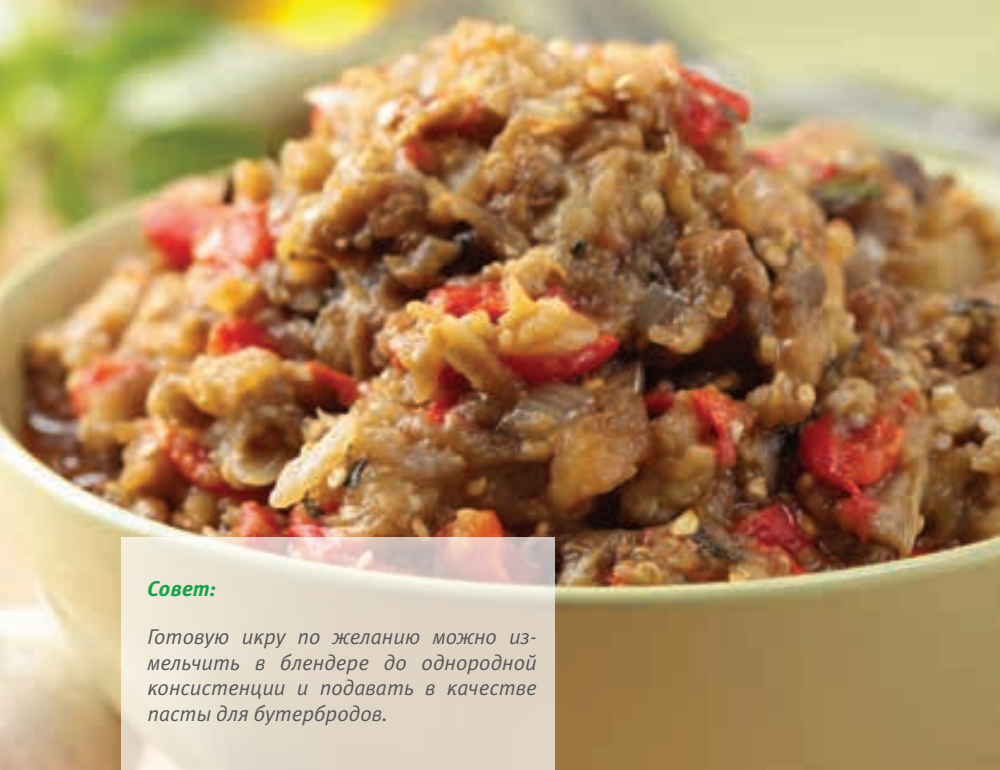 Совет:
Готовую икру по желанию можно из-
мельчить в блендере до однородной
консистенции и подавать в качестве
пасты для бутербродов.